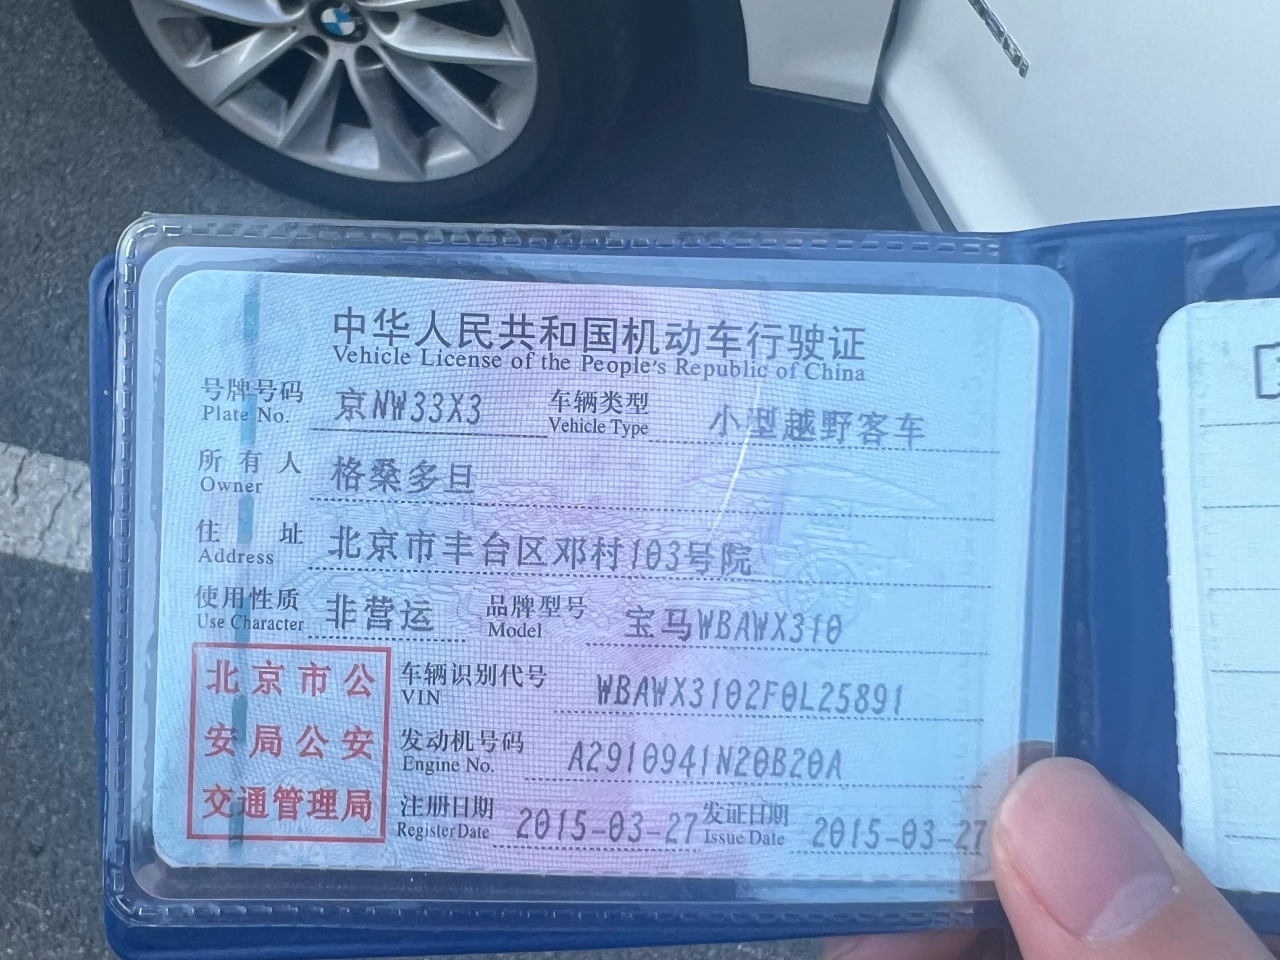 中华人民共和国机动车行驶证
Vehicle License of the People's Republic of China
号牌号码 京NW33X3 车辆类型 小型越野客车
Plate No. Vehicle Type
所有人 格桑多旦
Owner
住址 北京市丰台区邓村103号院
Address
使用性质 非营运 品牌型号 宝马WBAWX310
Use Character Model
北京市公安局公安交通管理局
车辆识别代号 WBAWX3102F0L25891
VIN
发动机号码 A2910941N20B20A
Engine No.
注册日期 2015-03-27 发证日期 2015-03-27
Register Date Issue Date